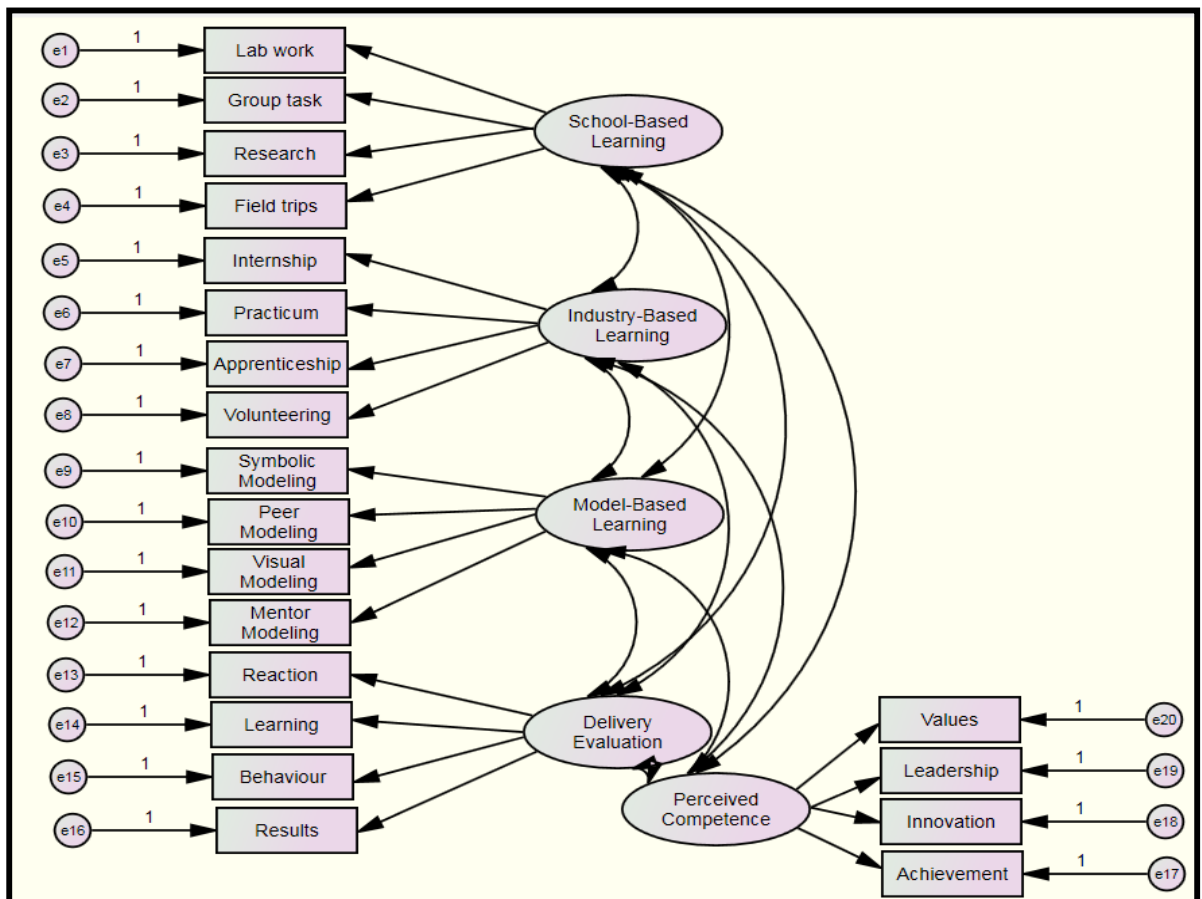 e1
1
Lab work
e2
1
Group task
e3
1
Research
e4
1
Field trips
e5
1
Internship
e6
1
Practicum
e7
1
Apprenticeship
e8
1
Volunteering
e9
1
Symbolic
Modeling
e10
1
Peer
Modeling
e11
1
Visual
Modeling
e12
1
Mentor
Modeling
e13
1
Reaction
e14
1
Learning
e15
1
Behaviour
e16
1
Results
School-Based
Learning
Industry-Based
Learning
Model-Based
Learning
Delivery
Evaluation
Perceived
Competence
Values
1
e20
Leadership
1
e19
Innovation
1
e18
Achievement
1
e17